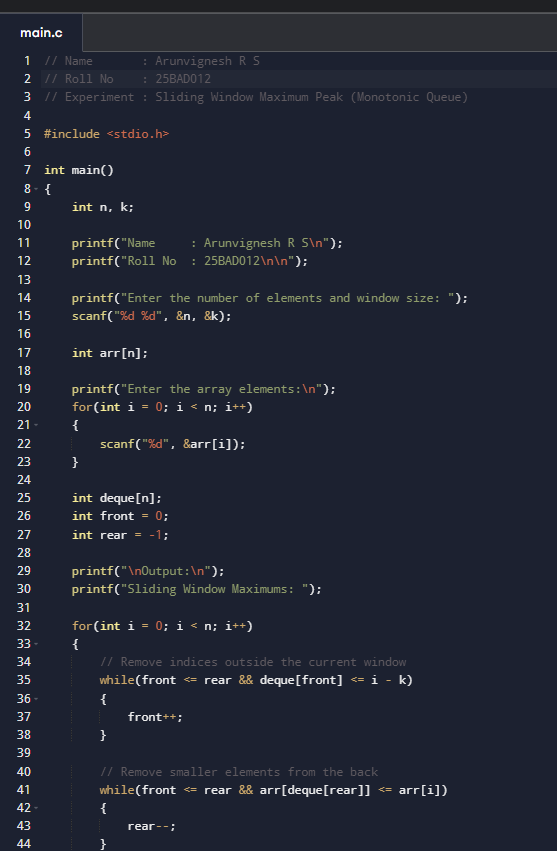 main.c
1 // Name       : Arunvignesh R S
2 // Roll No    : 25BAD012
3 // Experiment : Sliding Window Maximum Peak (Monotonic Queue)
4
5 #include <stdio.h>
6
7 int main()
8 {
9     int n, k;
10
11     printf("Name     : Arunvignesh R S\n");
12     printf("Roll No  : 25BAD012\n\n");
13
14     printf("Enter the number of elements and window size: ");
15     scanf("%d %d", &n, &k);
16
17     int arr[n];
18
19     printf("Enter the array elements:\n");
20     for(int i = 0; i < n; i++)
21     {
22         scanf("%d", &arr[i]);
23     }
24
25     int deque[n];
26     int front = 0;
27     int rear = -1;
28
29     printf("\nOutput:\n");
30     printf("Sliding Window Maximums: ");
31
32     for(int i = 0; i < n; i++)
33     {
34         // Remove indices outside the current window
35         while(front <= rear && deque[front] <= i - k)
36         {
37             front++;
38         }
39
40         // Remove smaller elements from the back
41         while(front <= rear && arr[deque[rear]] <= arr[i])
42         {
43             rear--;
44         }